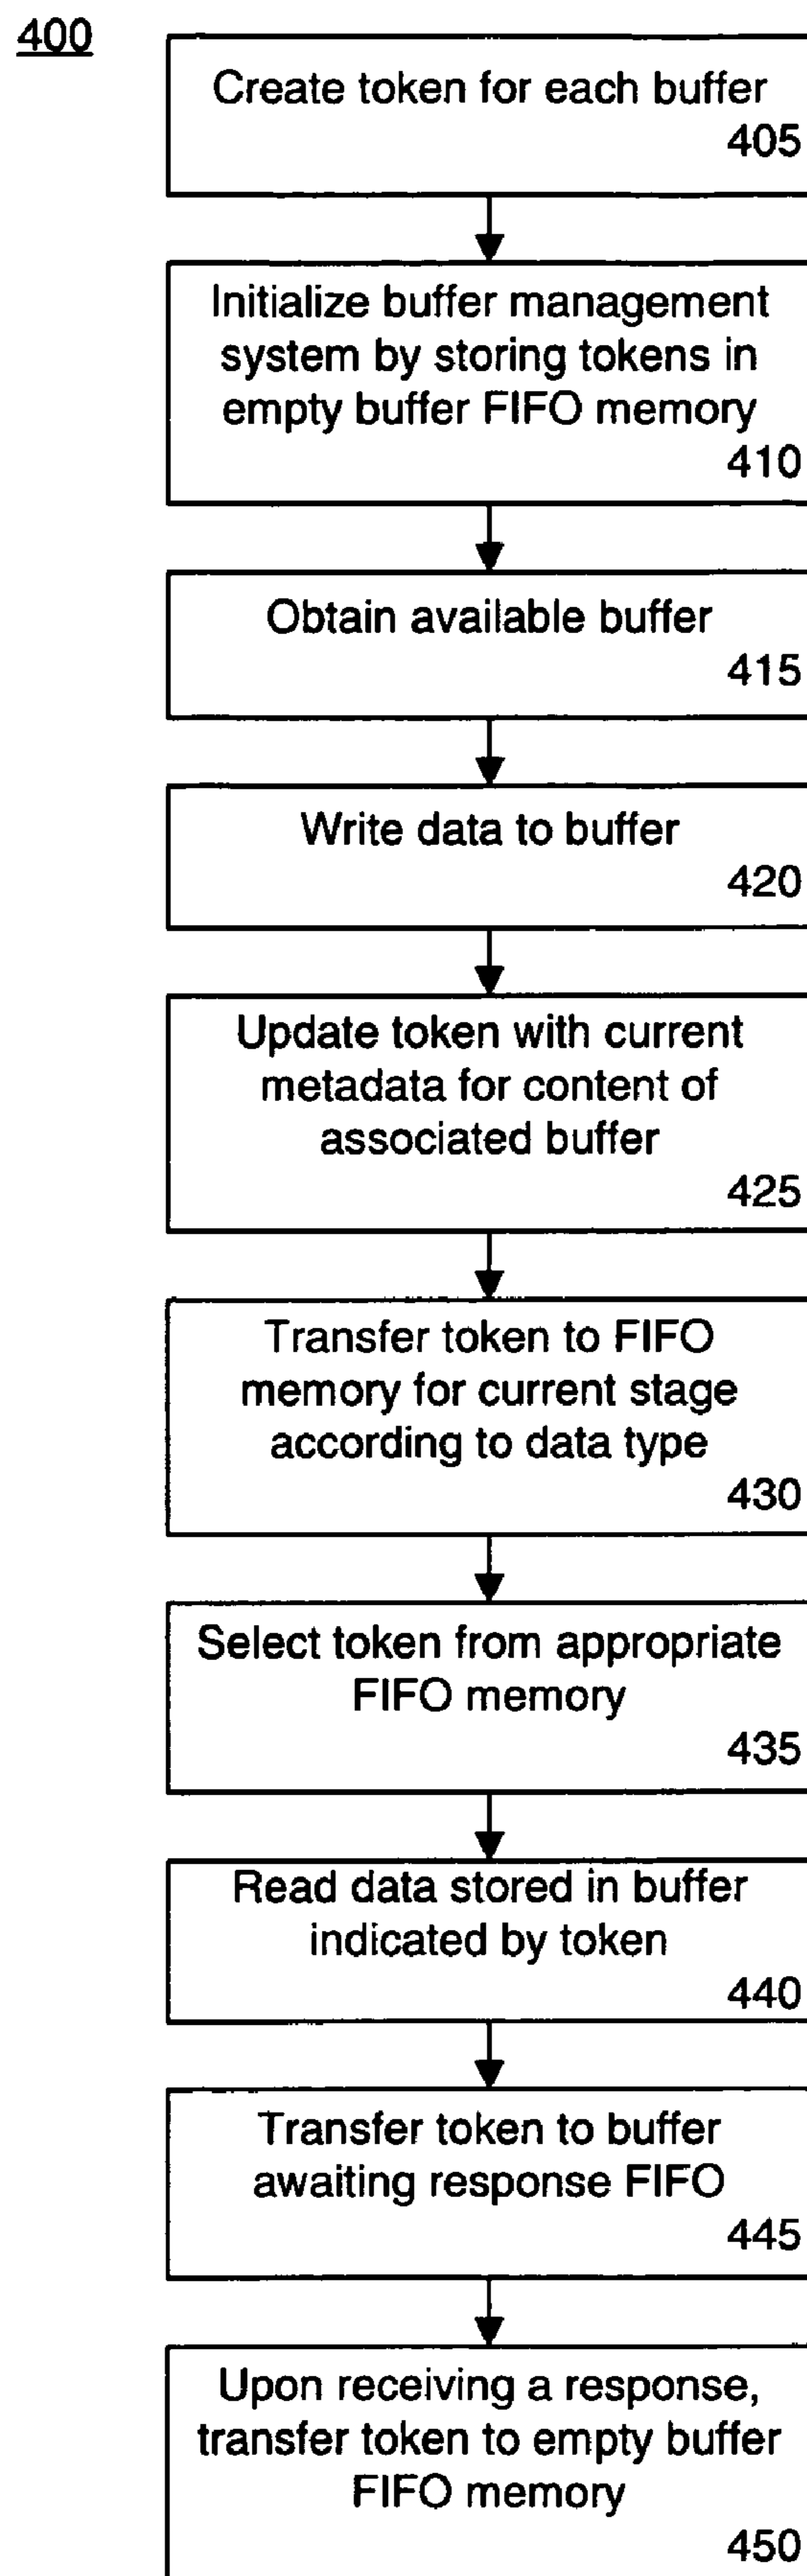 400
Create token for each buffer
405
Initialize buffer management
system by storing tokens in
empty buffer FIFO memory
410
Obtain available buffer
415
Write data to buffer
420
Update token with current
metadata for content of
associated buffer
425
Transfer token to FIFO
memory for current stage
according to data type
430
Select token from appropriate
FIFO memory
435
Read data stored in buffer
indicated by token
440
Transfer token to buffer
awaiting response FIFO
445
Upon receiving a response,
transfer token to empty buffer
FIFO memory
450